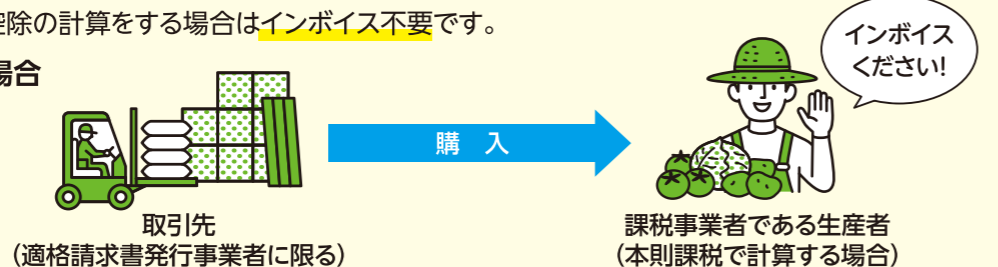 控除の計算をする場合はインボイス不要です。
場合
インボイス
ください!
購入
取引先
（適格請求書発行事業者に限る）
課税事業者である生産者
（本則課税で計算する場合）